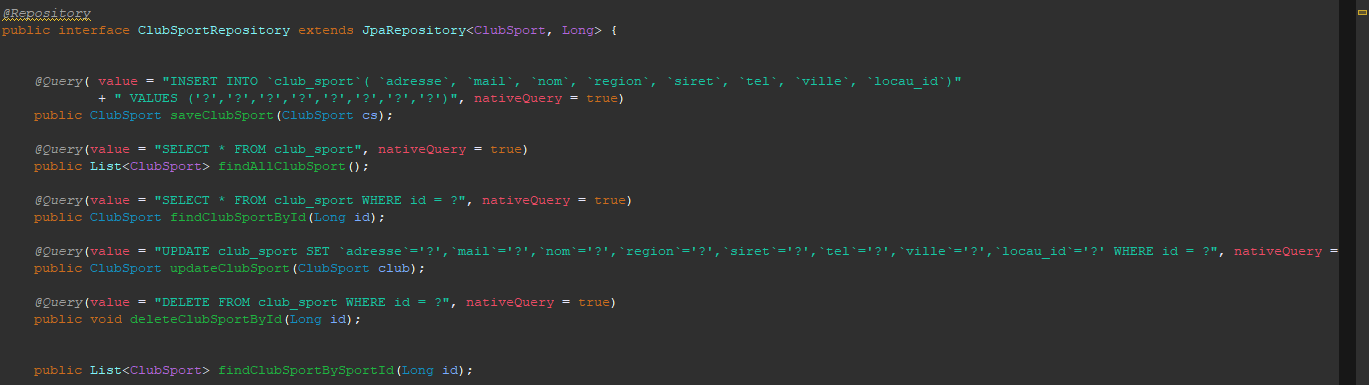 @Repository
public interface ClubSportRepository extends JpaRepository<ClubSport, Long> {
@Query( value = "INSERT INTO `club_sport`( `adresse`, `mail`, `nom`, `region`, `siret`, `tel`, `ville`, `locau_id`)"
+ " VALUES ('?','?','?','?','?','?','?','?')", nativeQuery = true)
public ClubSport saveClubSport(ClubSport cs);
@Query(value = "SELECT * FROM club_sport", nativeQuery = true)
public List<ClubSport> findAllClubSport();
@Query(value = "SELECT * FROM club_sport WHERE id = ?", nativeQuery = true)
public ClubSport findClubSportById(Long id);
@Query(value = "UPDATE club_sport SET `adresse`='?',`mail`='?',`nom`='?',`region`='?',`siret`='?',`tel`='?',`ville`='?',`locau_id`='?' WHERE id = ?", nativeQuery =
public ClubSport updateClubSport(ClubSport club);
@Query(value = "DELETE FROM club_sport WHERE id = ?", nativeQuery = true)
public void deleteClubSportById(Long id);
public List<ClubSport> findClubSportBySportId(Long id);